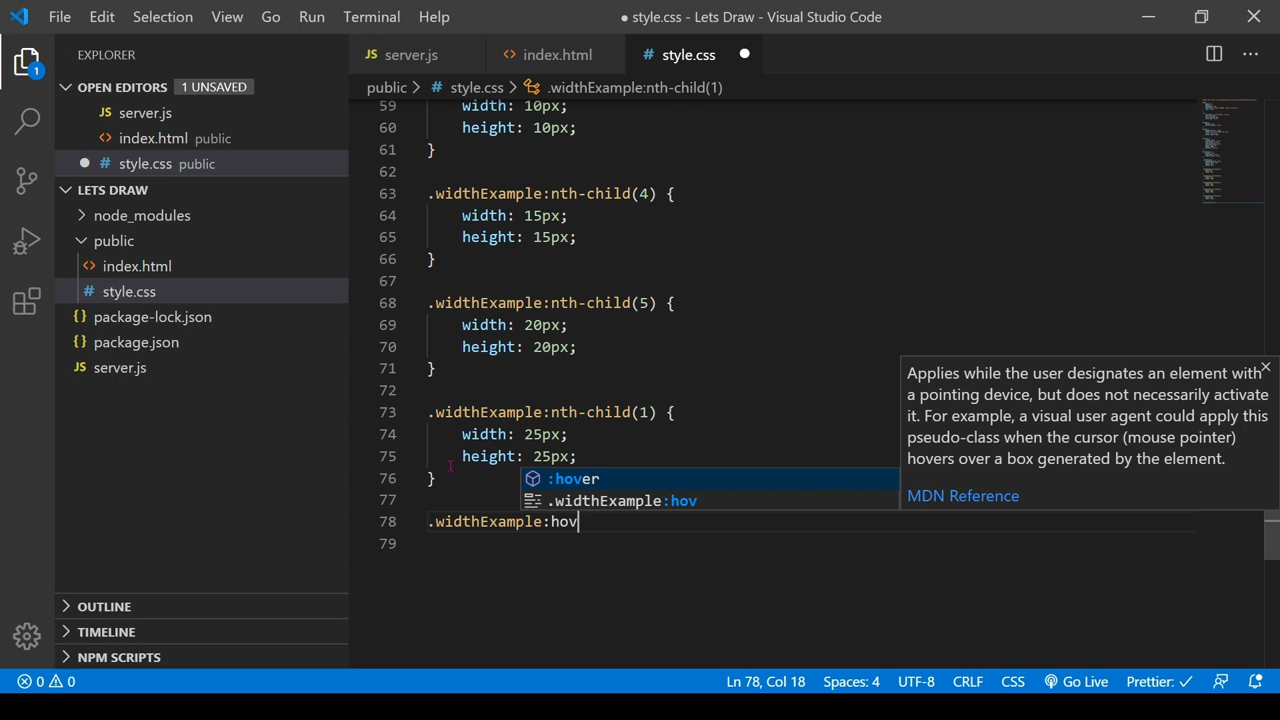 File Edit Selection View Go Run Terminal Help
● style.css - Lets Draw - Visual Studio Code
EXPLORER
1
OPEN EDITORS 1 UNSAVED
JS server.js
<> index.html public
# style.css public
LETS DRAW
node_modules
public
<> index.html
# style.css
{} package-lock.json
{} package.json
JS server.js
OUTLINE
TIMELINE
NPM SCRIPTS
JS server.js
<> index.html
# style.css
public > # style.css > .widthExample:nth-child(1)
59 width: 10px;
60 height: 10px;
61 }
62
63 .widthExample:nth-child(4) {
64 width: 15px;
65 height: 15px;
66 }
67
68 .widthExample:nth-child(5) {
69 width: 20px;
70 height: 20px;
71 }
72
73 .widthExample:nth-child(1) {
74 width: 25px;
75 height: 25px;
76 }
77
78 .widthExample:hov
79
:hover
.widthExample:hov
Applies while the user designates an element with
a pointing device, but does not necessarily activate
it. For example, a visual user agent could apply this
pseudo-class when the cursor (mouse pointer)
hovers over a box generated by the element.
MDN Reference
0 0
Ln 78, Col 18 Spaces: 4 UTF-8 CRLF CSS Go Live Prettier: ✓